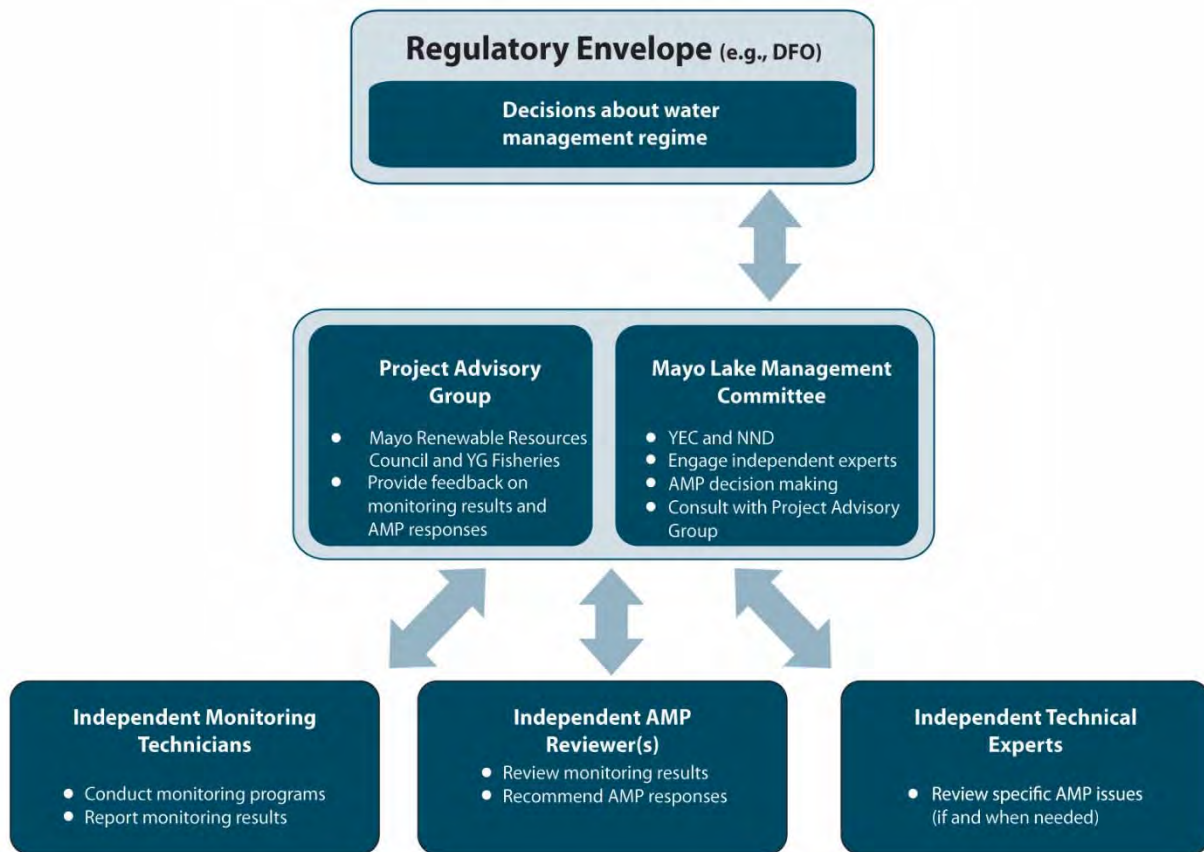 Regulatory Envelope (e.g., DFO)
Decisions about water
management regime
Project Advisory
Group
● Mayo Renewable Resources
Council and YG Fisheries
● Provide feedback on
monitoring results and
AMP responses
Mayo Lake Management
Committee
● YEC and NND
● Engage independent experts
● AMP decision making
● Consult with Project Advisory
Group
Independent Monitoring
Technicians
● Conduct monitoring programs
● Report monitoring results
Independent AMP
Reviewer(s)
● Review monitoring results
● Recommend AMP responses
Independent Technical
Experts
● Review specific AMP issues
(if and when needed)